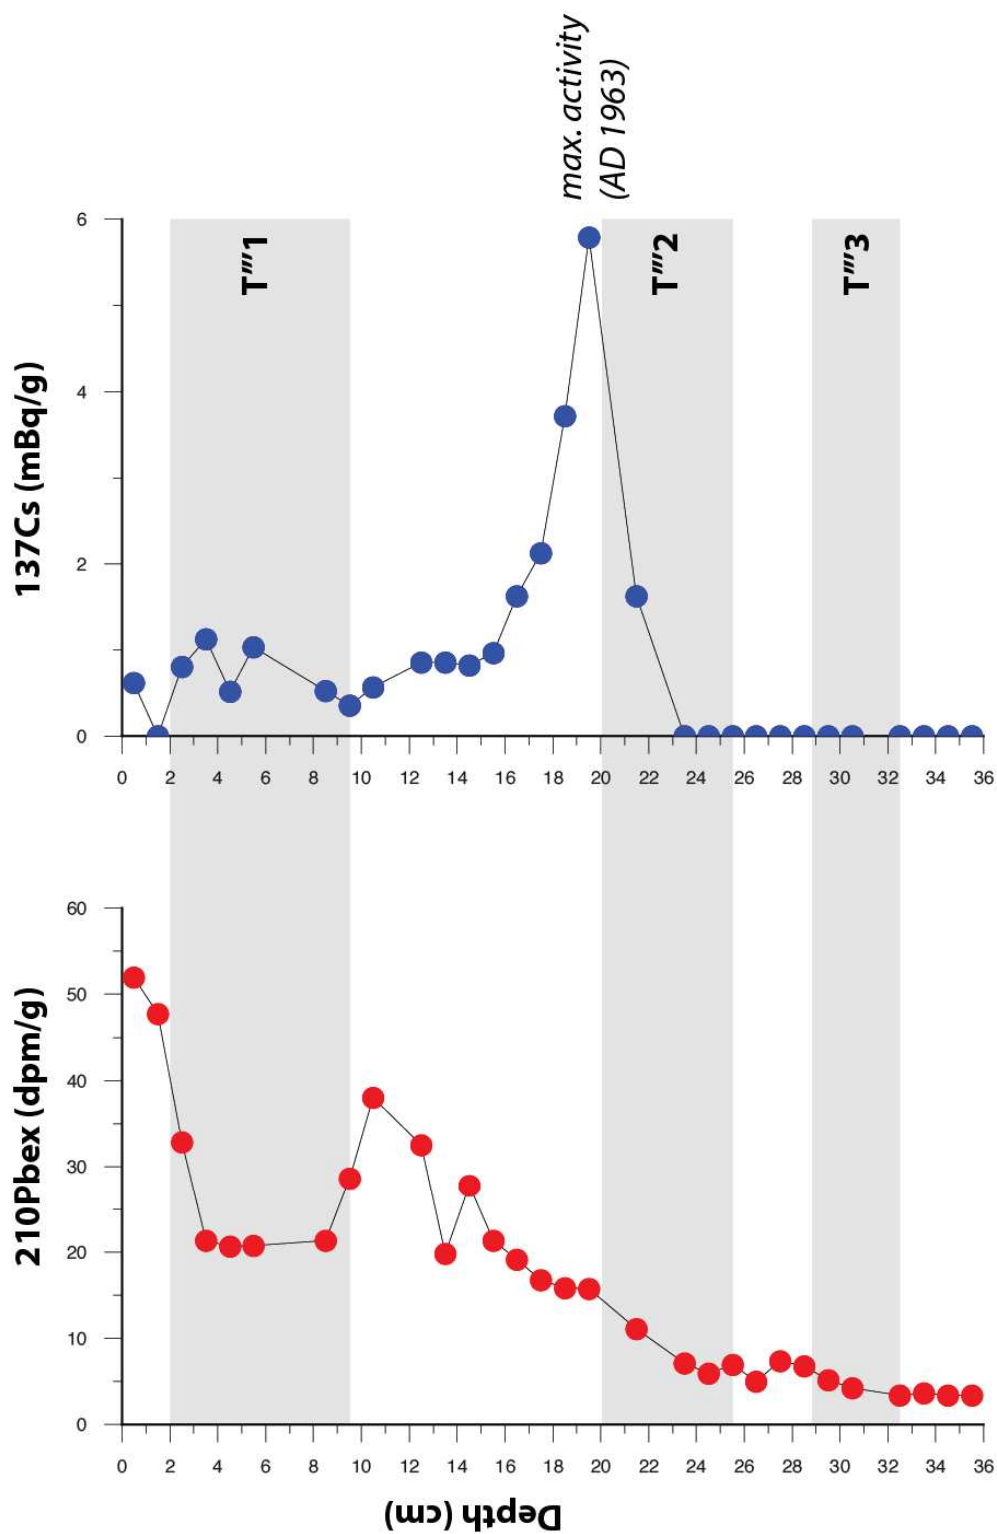 137Cs (mBq/g)
6
4
2
0
0 2 4 6 8 10 12 14 16 18 20 22 24 26 28 30 32 34 36
T‴1
T‴2
T‴3
max. activity
(AD 1963)
210Pbex (dpm/g)
60
50
40
30
20
10
0
0 2 4 6 8 10 12 14 16 18 20 22 24 26 28 30 32 34 36
Depth (cm)